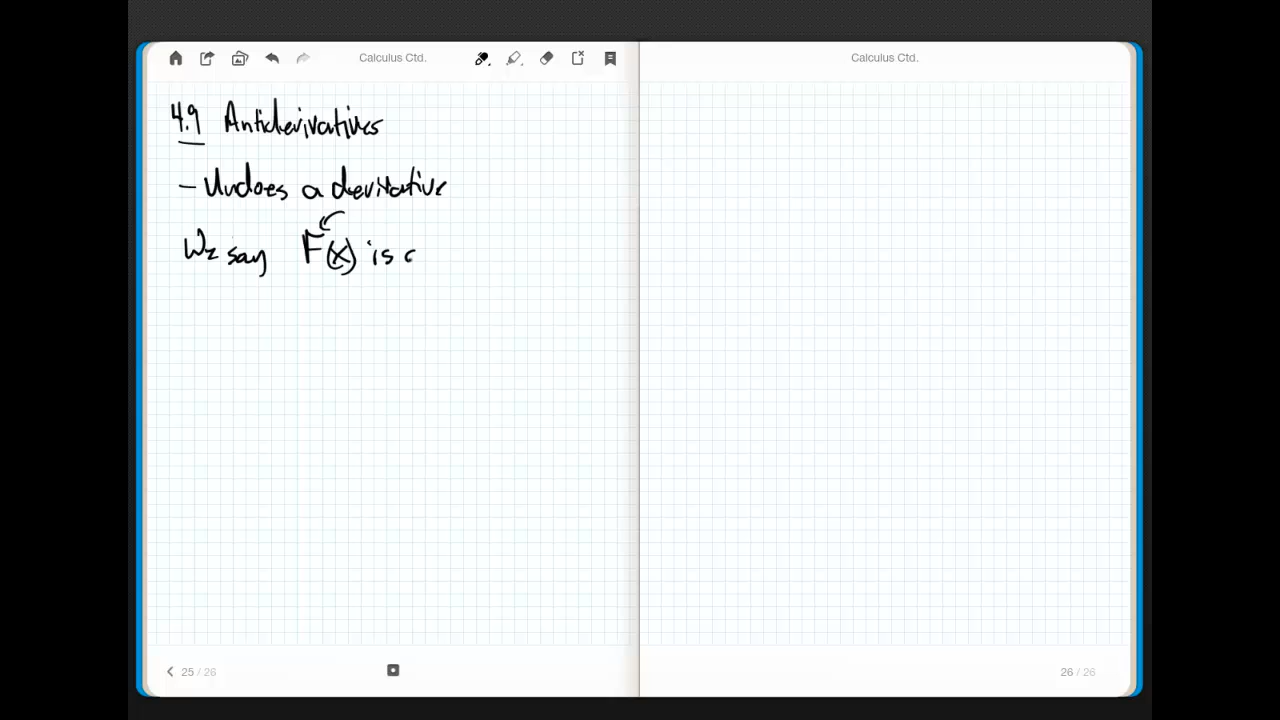 Calculus Ctd.
4.9 Antiderivatives
- Undoes a derivative
We say F(x) is a
25 / 26
Calculus Ctd.
26 / 26